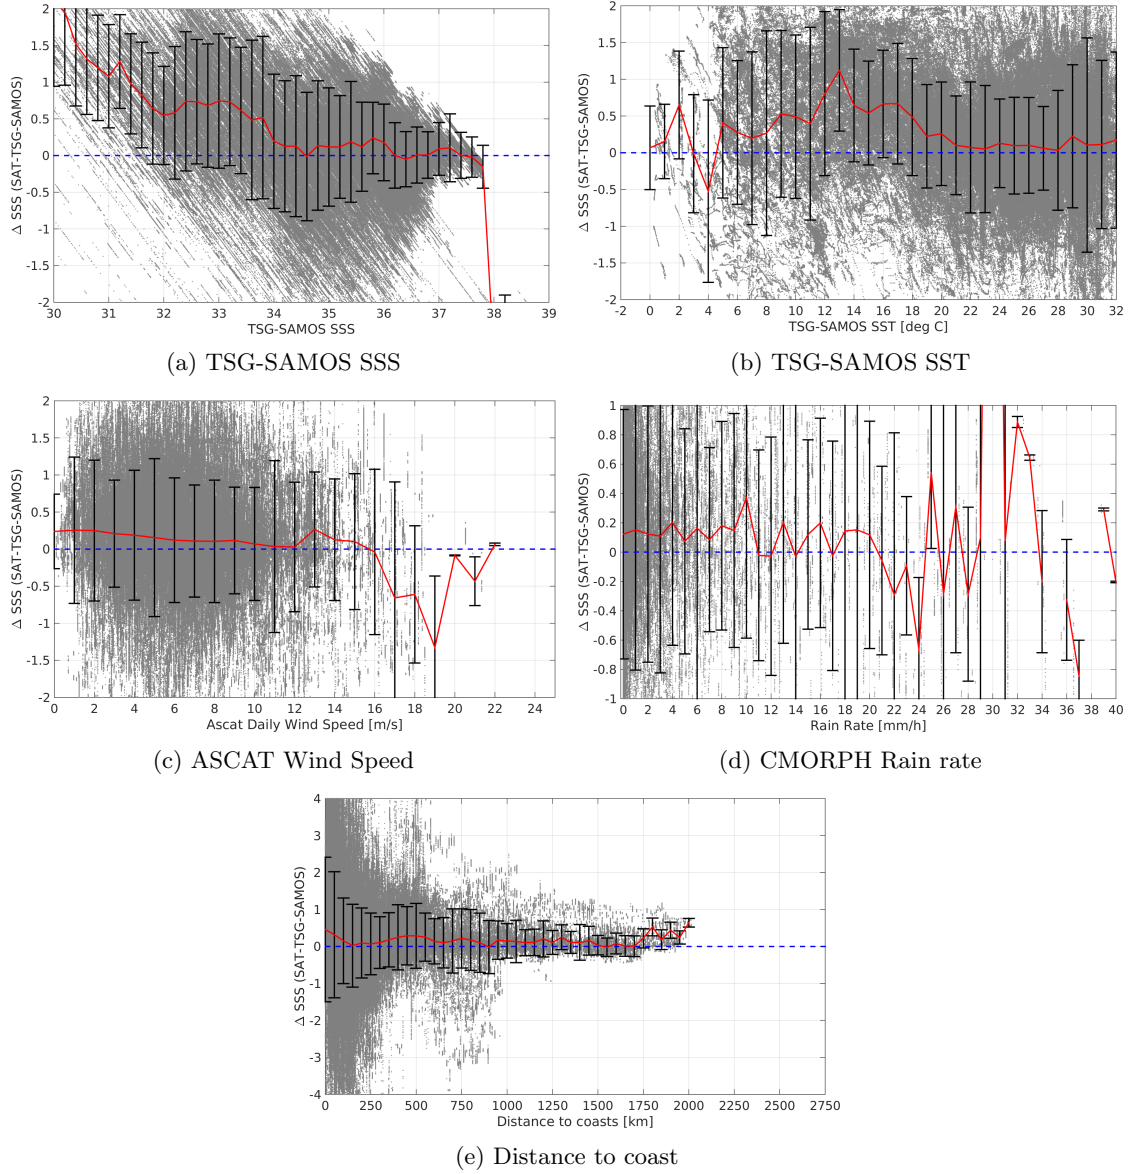 2
1.5
1
0.5
0
-0.5
-1
-1.5
-2
Δ SSS (SAT-TSG-SAMOS)
30 31 32 33 34 35 36 37 38 39
TSG-SAMOS SSS
(a) TSG-SAMOS SSS
2
1.5
1
0.5
0
-0.5
-1
-1.5
-2
Δ SSS (SAT-TSG-SAMOS)
-2 0 2 4 6 8 10 12 14 16 18 20 22 24 26 28 30 32
TSG-SAMOS SST [deg C]
(b) TSG-SAMOS SST
2
1.5
1
0.5
0
-0.5
-1
-1.5
-2
Δ SSS (SAT-TSG-SAMOS)
0 2 4 6 8 10 12 14 16 18 20 22 24
Ascat Daily Wind Speed [m/s]
(c) ASCAT Wind Speed
1
0.8
0.6
0.4
0.2
0
-0.2
-0.4
-0.6
-0.8
-1
Δ SSS (SAT-TSG-SAMOS)
0 2 4 6 8 10 12 14 16 18 20 22 24 26 28 30 32 34 36 38 40
Rain Rate [mm/h]
(d) CMORPH Rain rate
4
3
2
1
0
-1
-2
-3
-4
Δ SSS (SAT-TSG-SAMOS)
0 250 500 750 1000 1250 1500 1750 2000 2250 2500 2750
Distance to coasts [km]
(e) Distance to coast